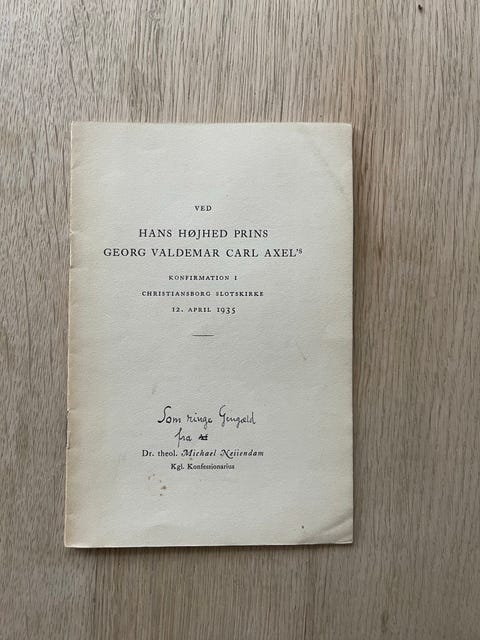 VED
HANS HØJHED PRINS
GEORG VALDEMAR CARL AXEL'S
KONFIRMATION I
CHRISTIANSBORG SLOTSKIRKE
12. APRIL 1935
Som ringe Gengæld
fra
Dr. theol. Michael Neiiendam
Kgl. Konfessionarius